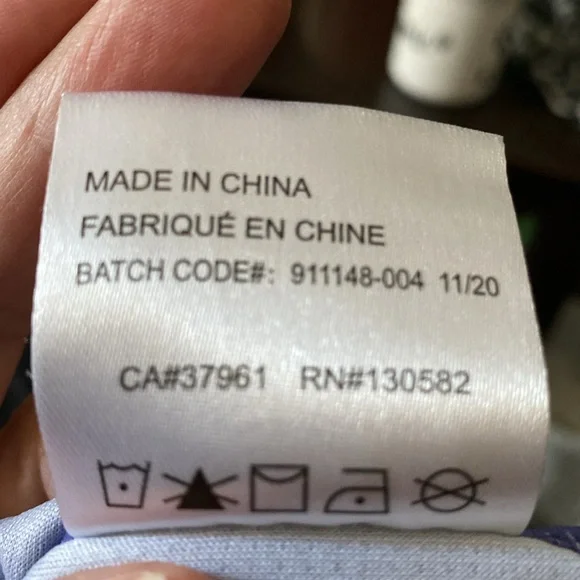 MADE IN CHINA
FABRIQUÉ EN CHINE
BATCH CODE#: 911148-004 11/20
CA#37961 RN#130582